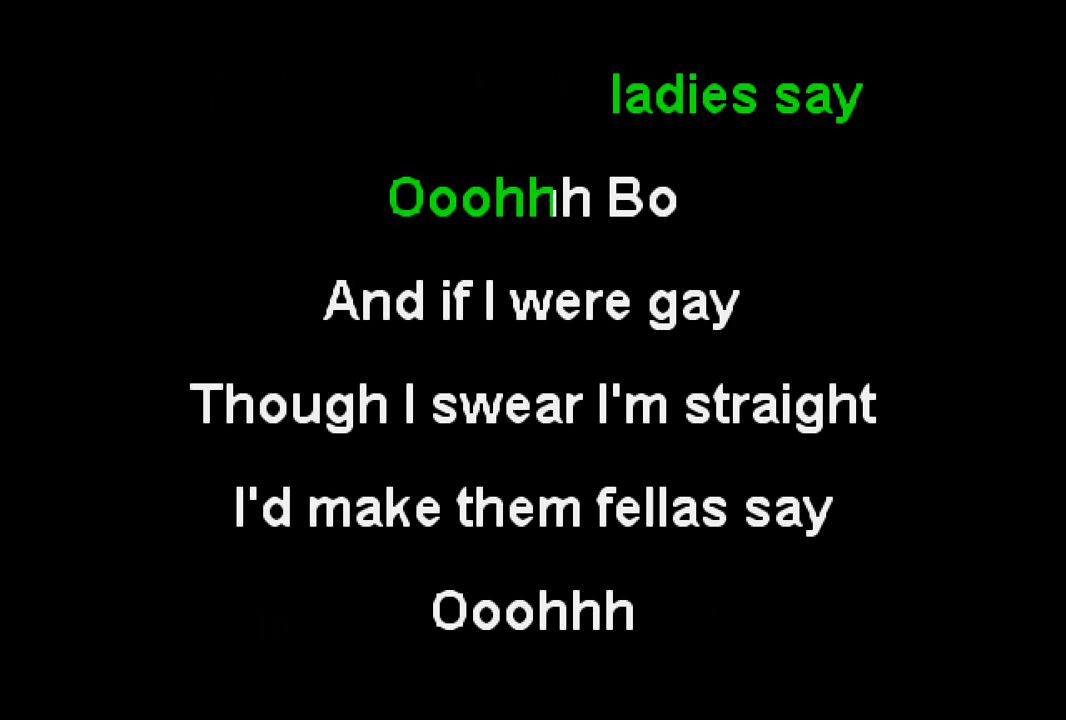 ladies say
Ooohhh Bo
And if I were gay
Though I swear I'm straight
I'd make them fellas say
Ooohhh